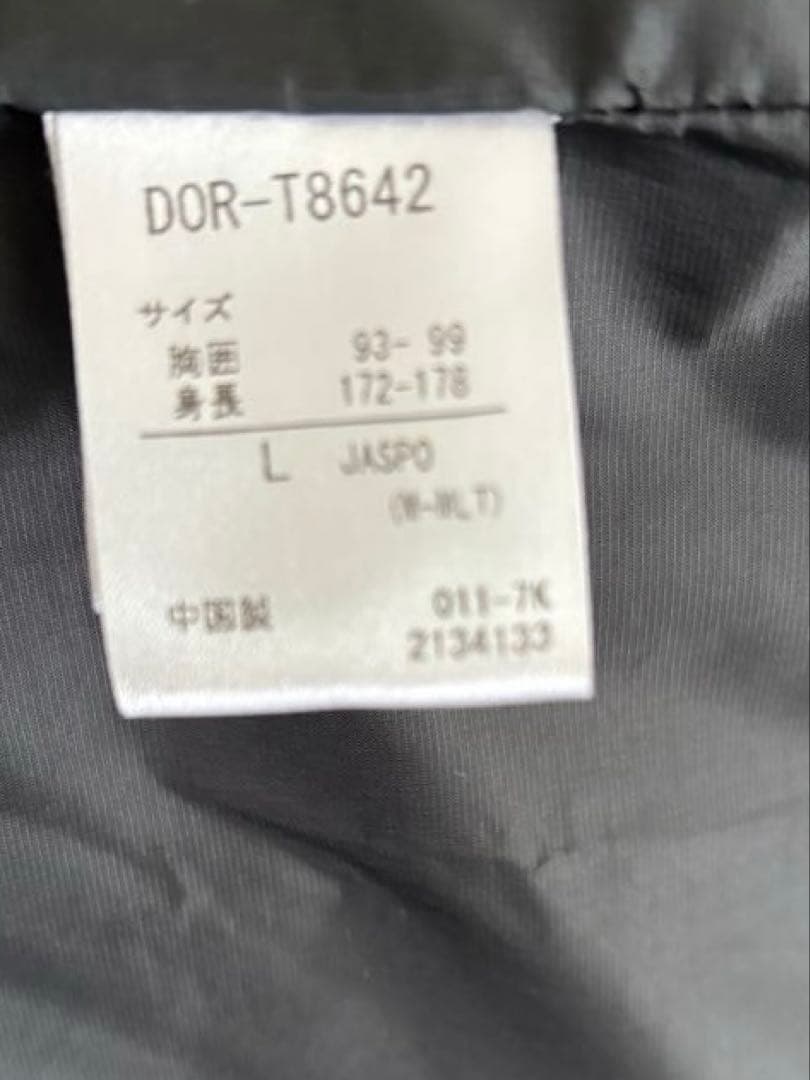 DOR-T8642
サイズ
胸囲 93-99
身長 172-178
L JASPO
(W-WLT)
中国製 011-7K
2134133